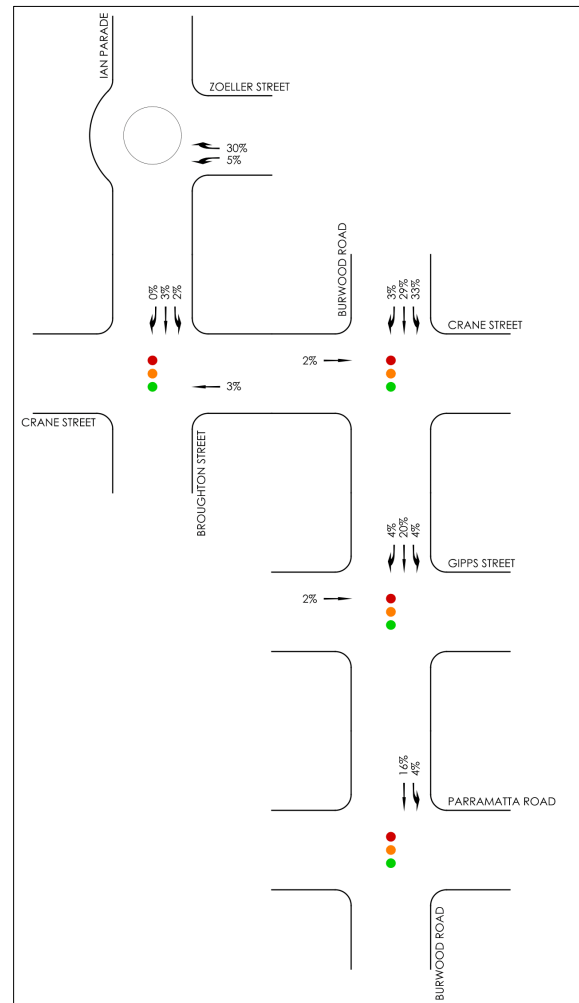 IAN PARADE
ZOELLER STREET
30%
5%
BURWOOD ROAD
0%
3%
2%
3%
29%
33%
CRANE STREET
2%
3%
CRANE STREET
BROUGHTON STREET
4%
20%
4%
GIPPS STREET
2%
16%
4%
PARRAMATTA ROAD
BURWOOD ROAD